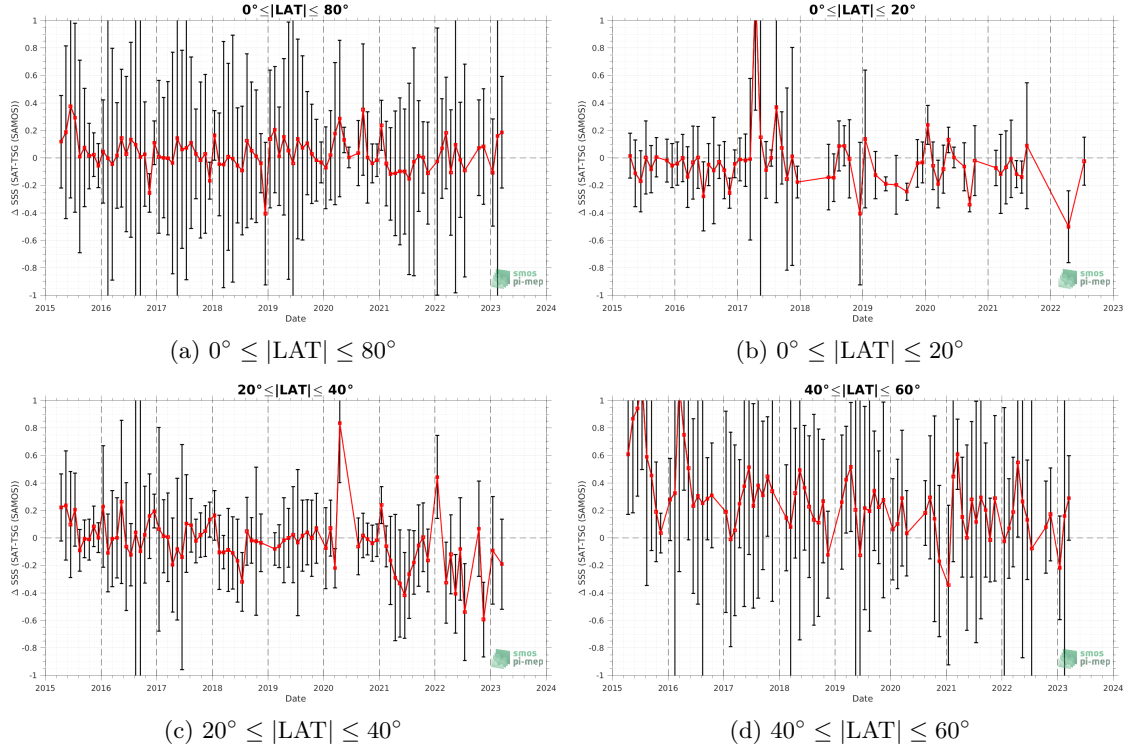 0°≤|LAT|≤ 80°
1
0.8
0.6
0.4
0.2
0
-0.2
-0.4
-0.6
-0.8
-1
Δ SSS (SAT-TSG (SAMOS))
2015 2016 2017 2018 2019 2020 2021 2022 2023 2024
Date
smos
pi-mep
(a) 0° ≤ |LAT| ≤ 80°
0°≤|LAT|≤ 20°
1
0.8
0.6
0.4
0.2
0
-0.2
-0.4
-0.6
-0.8
-1
Δ SSS (SAT-TSG (SAMOS))
2015 2016 2017 2018 2019 2020 2021 2022 2023
Date
smos
pi-mep
(b) 0° ≤ |LAT| ≤ 20°
20°≤|LAT|≤ 40°
1
0.8
0.6
0.4
0.2
0
-0.2
-0.4
-0.6
-0.8
-1
Δ SSS (SAT-TSG (SAMOS))
2015 2016 2017 2018 2019 2020 2021 2022 2023 2024
Date
smos
pi-mep
(c) 20° ≤ |LAT| ≤ 40°
40°≤|LAT|≤ 60°
1
0.8
0.6
0.4
0.2
0
-0.2
-0.4
-0.6
-0.8
-1
Δ SSS (SAT-TSG (SAMOS))
2015 2016 2017 2018 2019 2020 2021 2022 2023 2024
Date
smos
pi-mep
(d) 40° ≤ |LAT| ≤ 60°